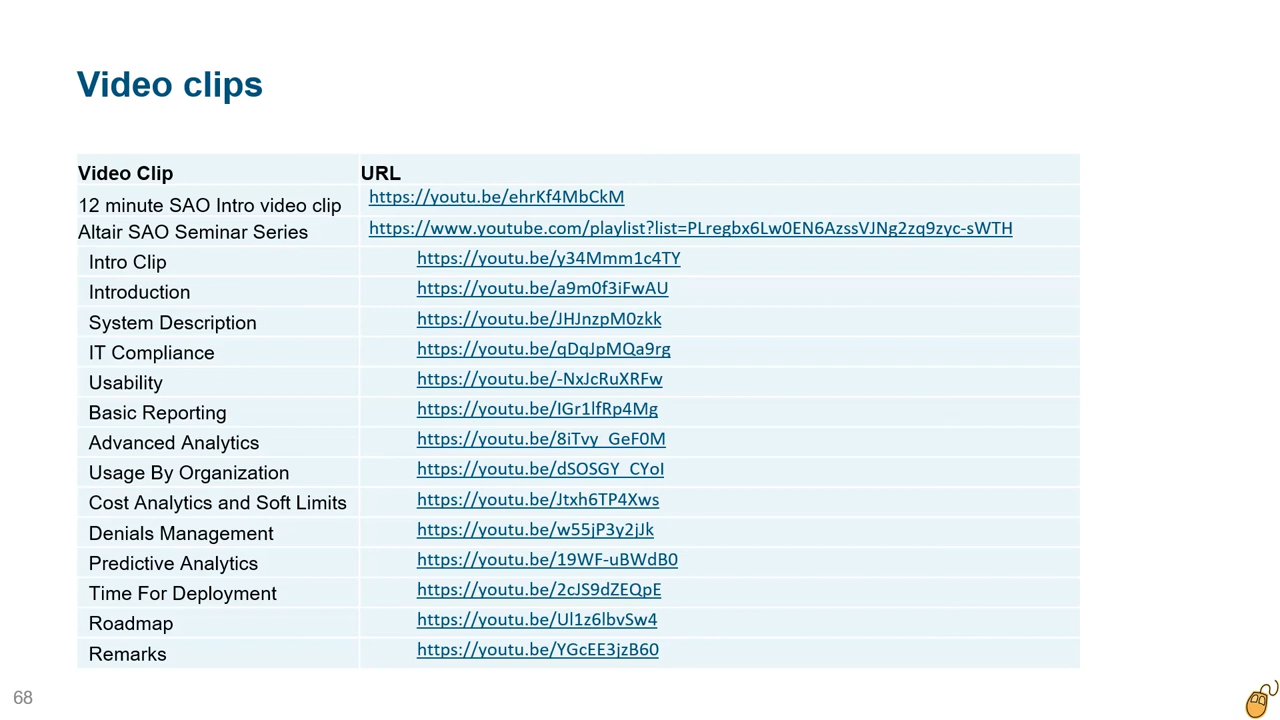 Video clips
Video Clip URL
12 minute SAO Intro video clip https://youtu.be/ehrKf4MbCkM
Altair SAO Seminar Series https://www.youtube.com/playlist?list=PLregbx6Lw0EN6AzssVJNg2zq9zyc-sWTH
Intro Clip https://youtu.be/y34Mmm1c4TY
Introduction https://youtu.be/a9m0f3iFwAU
System Description https://youtu.be/JHJnzpM0zkk
IT Compliance https://youtu.be/qDqJpMQa9rg
Usability https://youtu.be/-NxJcRuXRFw
Basic Reporting https://youtu.be/IGr1lfRp4Mg
Advanced Analytics https://youtu.be/8iTvy_GeF0M
Usage By Organization https://youtu.be/dSOSGY_CYoI
Cost Analytics and Soft Limits https://youtu.be/Jtxh6TP4Xws
Denials Management https://youtu.be/w55jP3y2jJk
Predictive Analytics https://youtu.be/19WF-uBWdB0
Time For Deployment https://youtu.be/2cJS9dZEQpE
Roadmap https://youtu.be/Ul1z6lbvSw4
Remarks https://youtu.be/YGcEE3jzB60
68